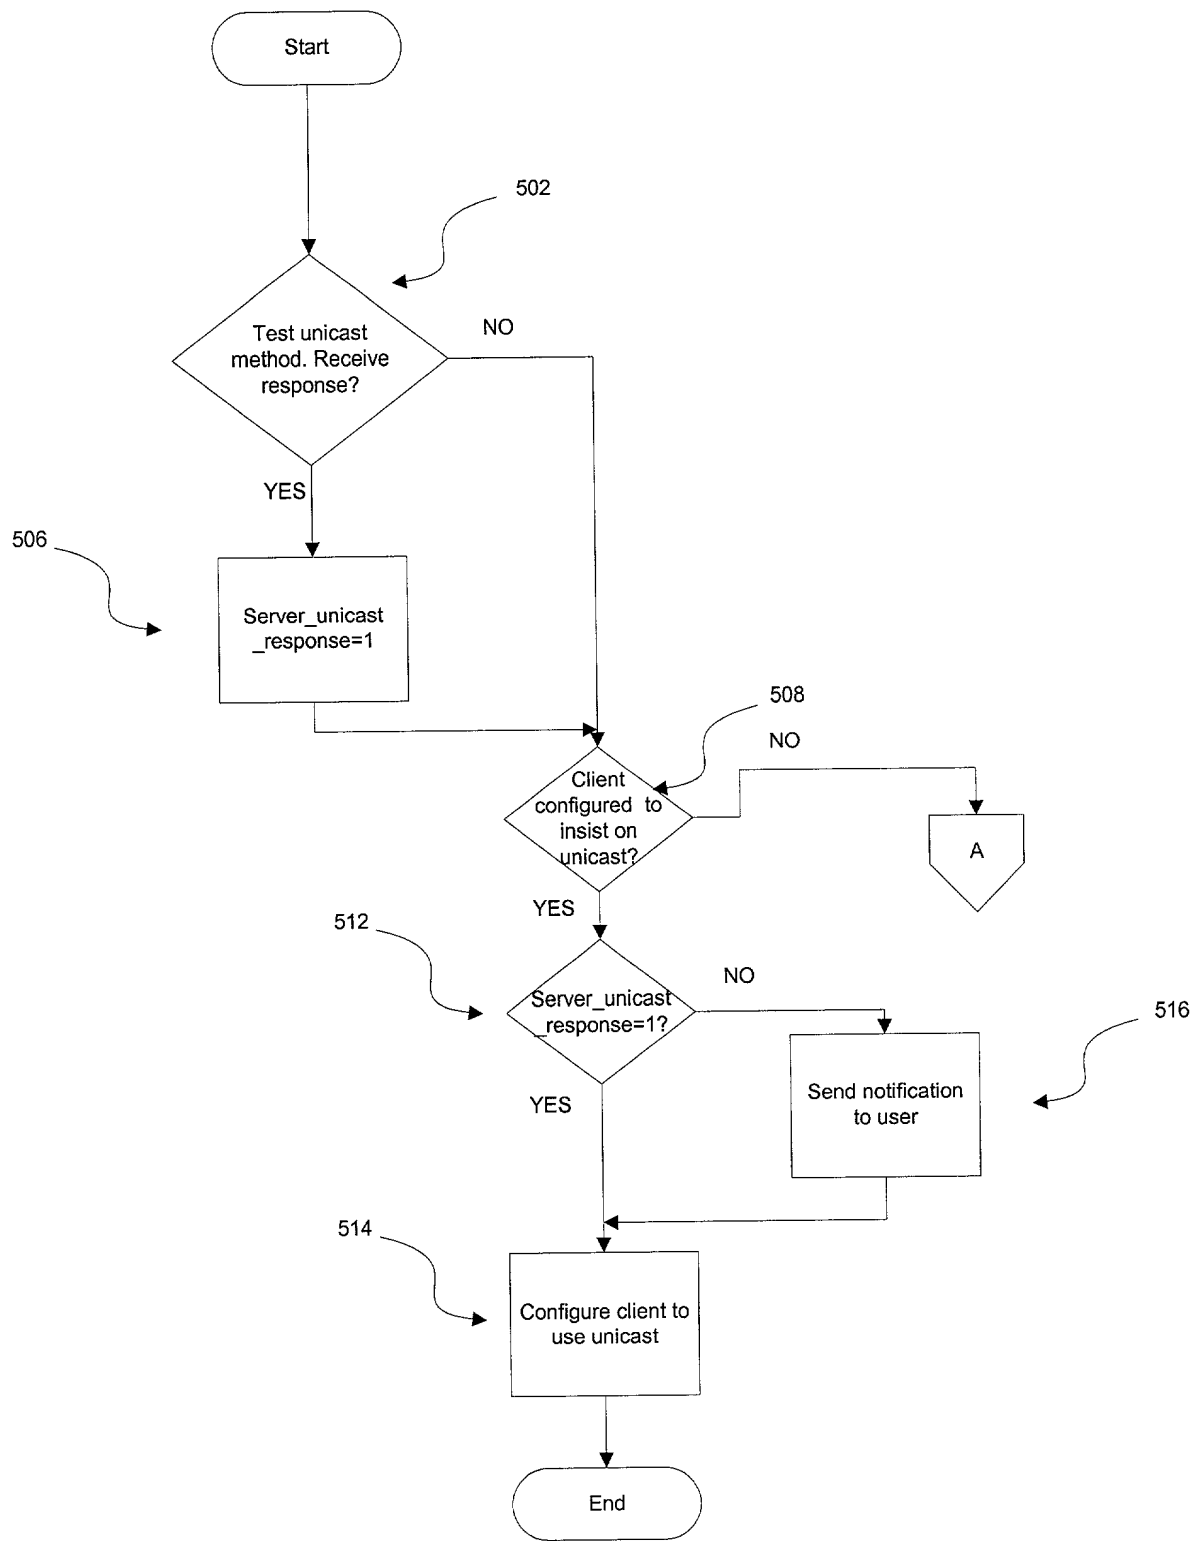 Start
502
Test unicast
method. Receive
response?
NO
YES
506
Server_unicast
_response=1
508
NO
Client
configured to
insist on
unicast?
A
YES
512
Server_unicast
_response=1?
NO
516
Send notification
to user
YES
514
Configure client to
use unicast
End